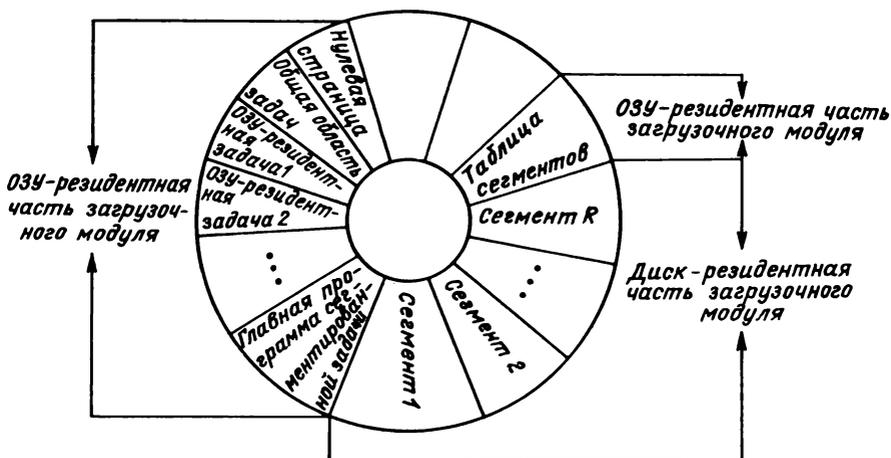 Нулевая
страница
Общая область
задач
ОЗУ-резидент-
ная
задача 1
ОЗУ-резидент-
ная
задача 2
...
Главная про-
грамма сег-
ментирован-
ной задачи
Сегмент 1
Сегмент 2
...
Сегмент R
Таблица
сегментов
ОЗУ-резидентная
часть загрузоч-
ного модуля
ОЗУ-резидентная часть
загрузочного модуля
Диск-резидентная
часть загрузочного
модуля